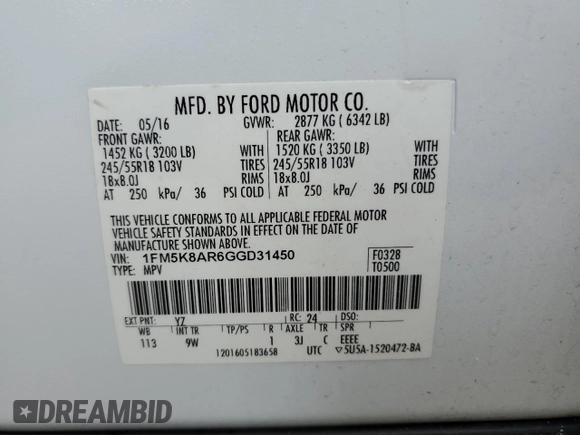 MFD. BY FORD MOTOR CO.
DATE: 05/16 GVWR: 2877 KG ( 6342 LB)
FRONT GAWR: REAR GAWR:
1452 KG ( 3200 LB) WITH 1520 KG ( 3350 LB) WITH
245/55R18 103V TIRES 245/55R18 103V TIRES
18x8.0J RIMS 18x8.0J RIMS
AT 250 kPa/ 36 PSI COLD AT 250 kPa/ 36 PSI COLD
THIS VEHICLE CONFORMS TO ALL APPLICABLE FEDERAL MOTOR
VEHICLE SAFETY STANDARDS IN EFFECT ON THE DATE OF
MANUFACTURE SHOWN ABOVE.
VIN: 1FM5K8AR6GGD31450 F0328
TYPE: MPV T0500
EXT PNT: YZ RC: 24 DSO:
WB INT TR TP/PS R AXLE TR SPR
113 9W 1 3J C EEEE
1201605183658 UTC ▽5U5A-1520472-BA
DREAMBID